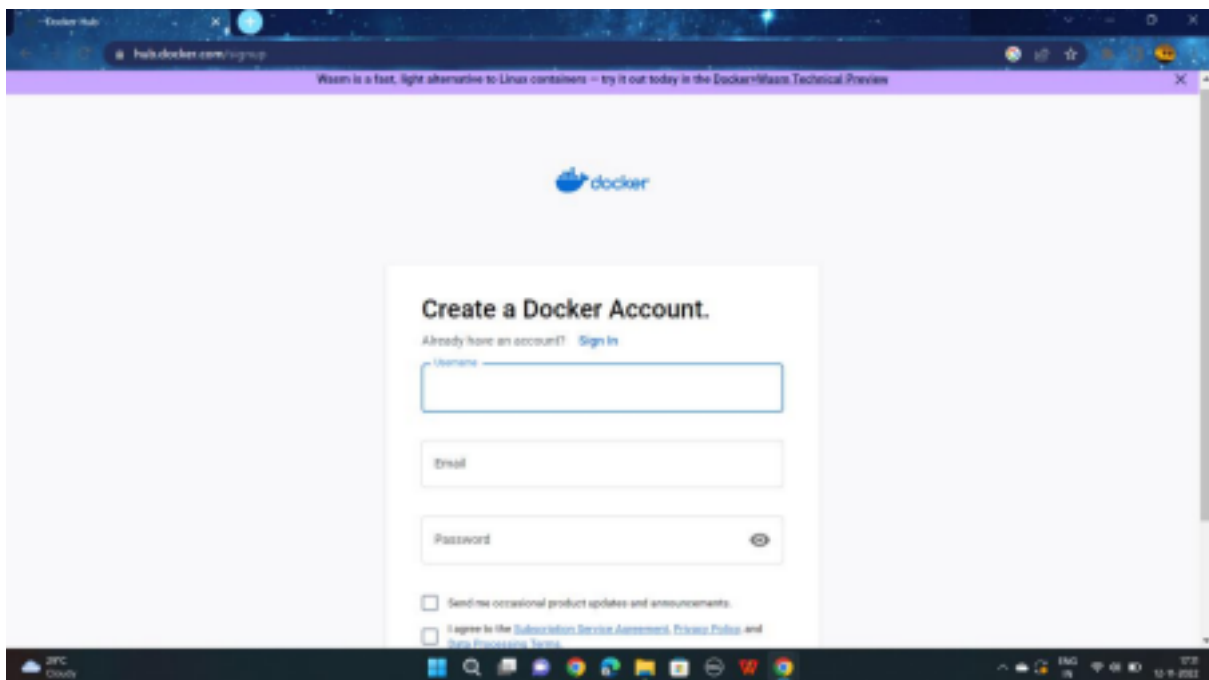 Docker Hub
hub.docker.com/signup
Wasm is a fast, light alternative to Linux containers – try it out today in the Docker+Wasm Technical Preview
docker
Create a Docker Account.
Already have an account? Sign In
Username
Email
Password
Send me occasional product updates and announcements.
I agree to the Subscription Service Agreement, Privacy Policy, and
Data Processing Terms.
Cloudy
ENG
IN